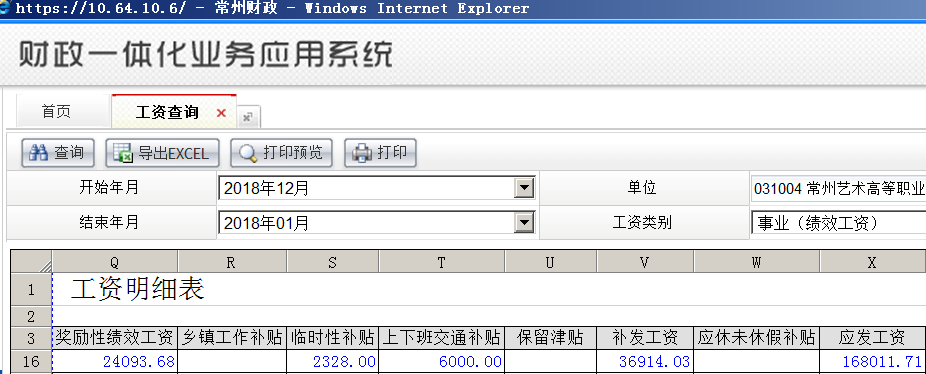 https://10.64.10.6/ - 常州财政 - Windows Internet Explorer
财政一体化业务应用系统
首页 工资查询
查询 导出EXCEL 打印预览 打印
开始年月 2018年12月 单位 031004 常州艺术高等职业
结束年月 2018年01月 工资类别 事业（绩效工资）
Q R S T U V W X
1 工资明细表
2
3 奖励性绩效工资 乡镇工作补贴 临时性补贴 上下班交通补贴 保留津贴 补发工资 应休未休假补贴 应发工资
16 24093.68 2328.00 6000.00 36914.03 168011.71